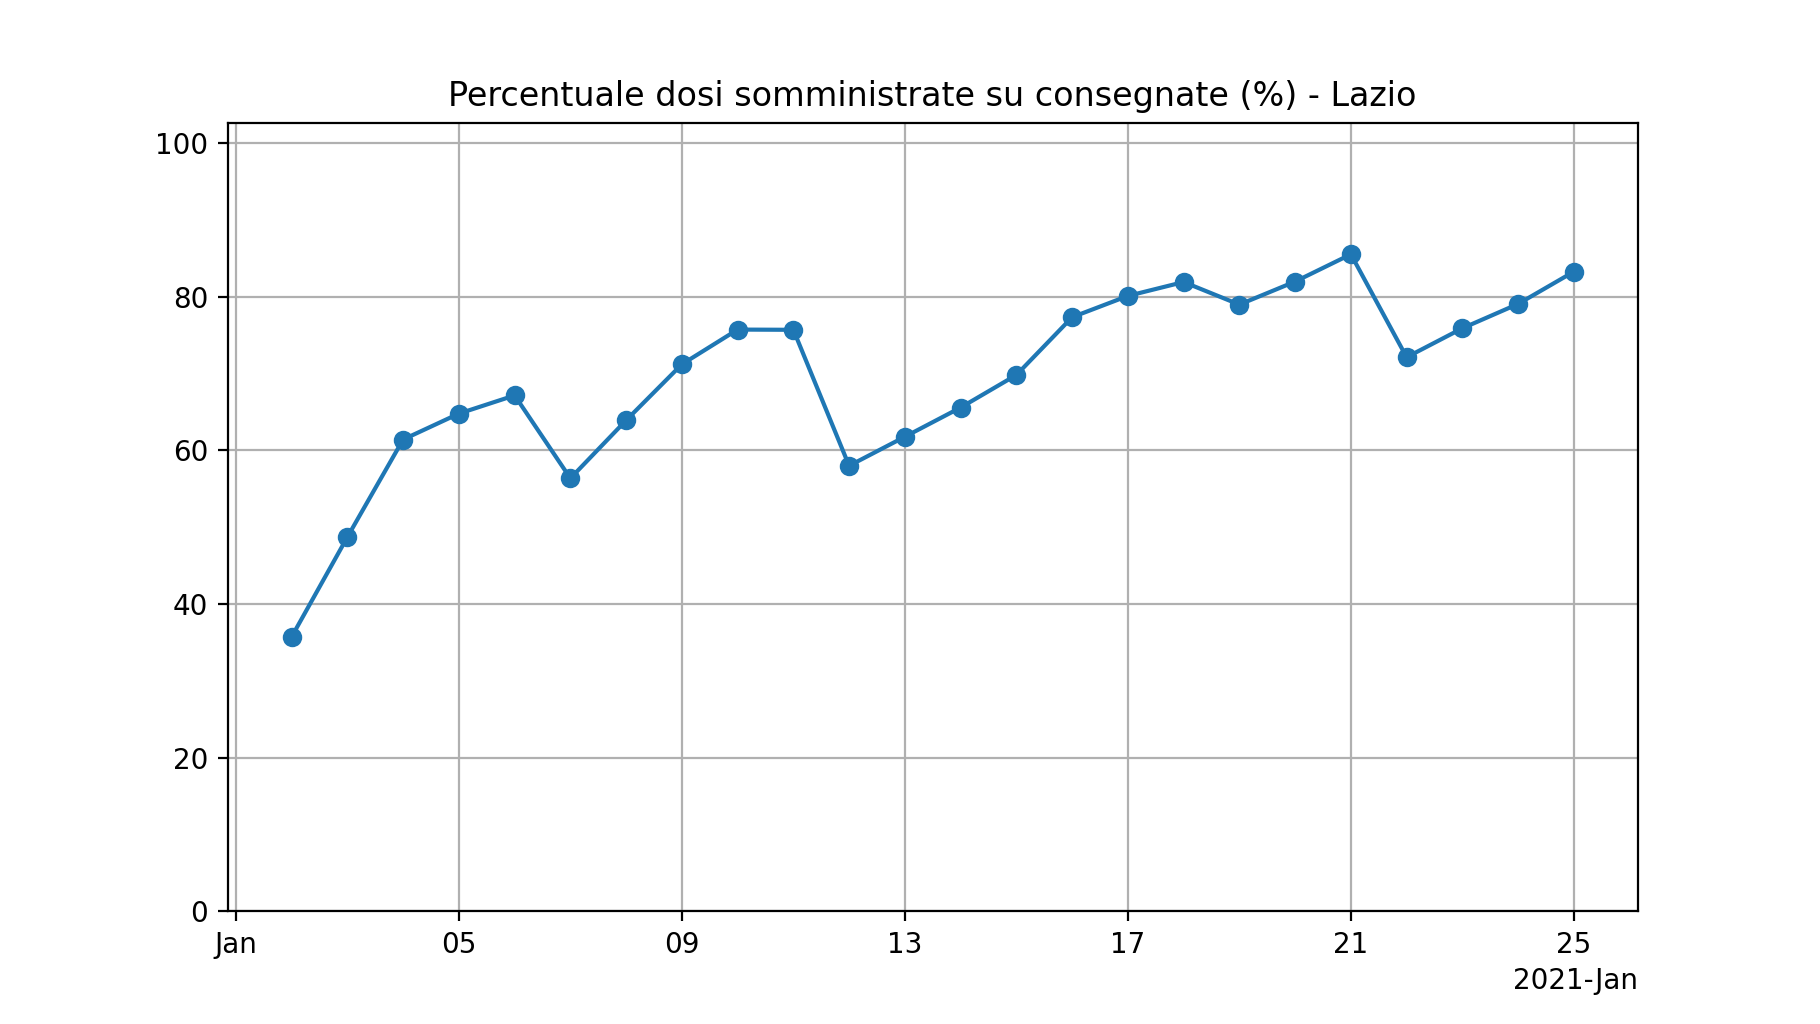 Percentuale dosi somministrate su consegnate (%) - Lazio
100
80
60
40
20
0
Jan 05 09 13 17 21 25
2021-Jan